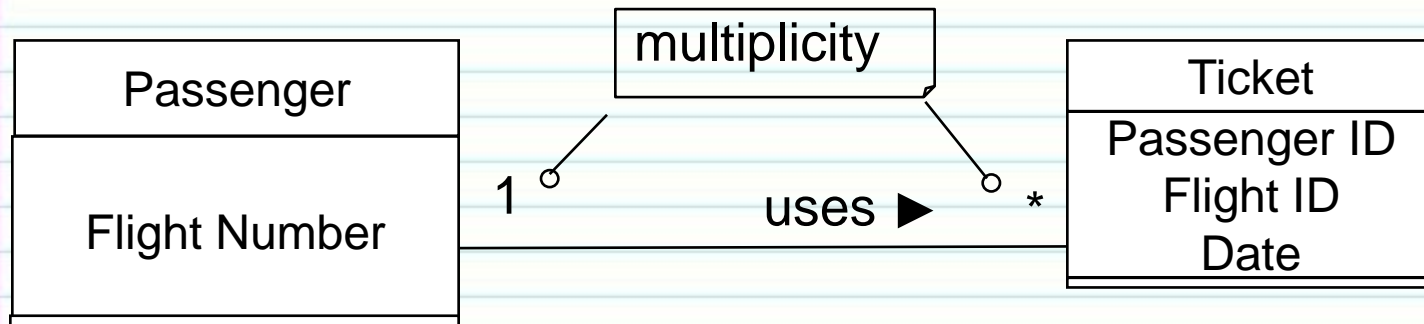 multiplicity
Passenger
Flight Number
1
uses ►
*
Ticket
Passenger ID
Flight ID
Date